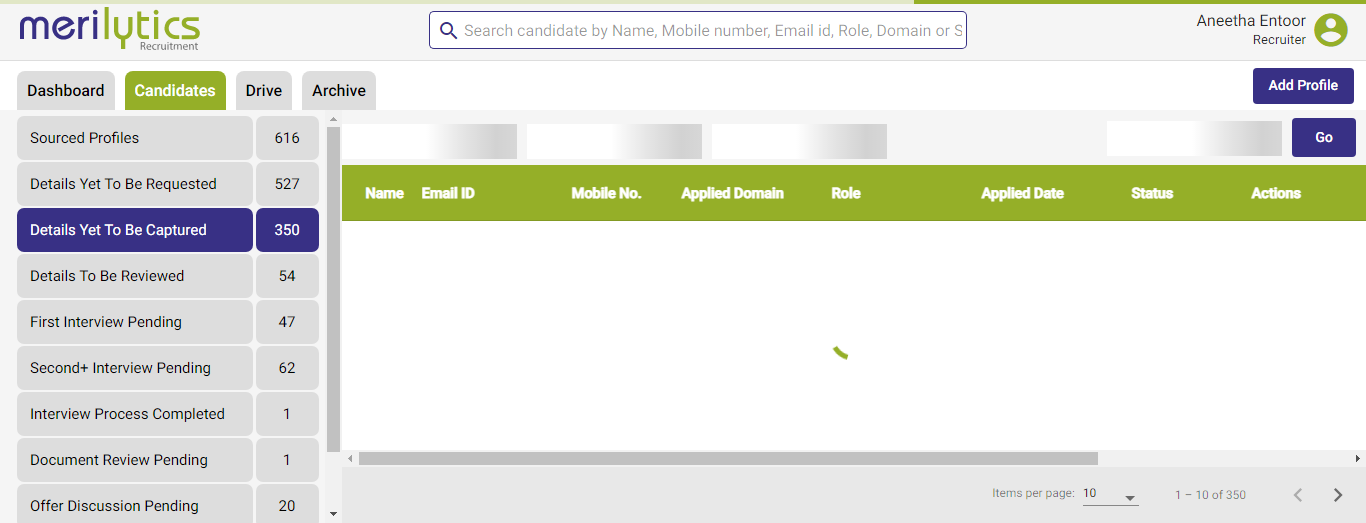 merilytics
Recruitment
Search candidate by Name, Mobile number, Email id, Role, Domain or S
Aneetha Entoor
Recruiter
Dashboard
Candidates
Drive
Archive
Add Profile
Sourced Profiles 616
Details Yet To Be Requested 527
Details Yet To Be Captured 350
Details To Be Reviewed 54
First Interview Pending 47
Second+ Interview Pending 62
Interview Process Completed 1
Document Review Pending 1
Offer Discussion Pending 20
Go
Name Email ID Mobile No. Applied Domain Role Applied Date Status Actions
Items per page: 10 1 – 10 of 350